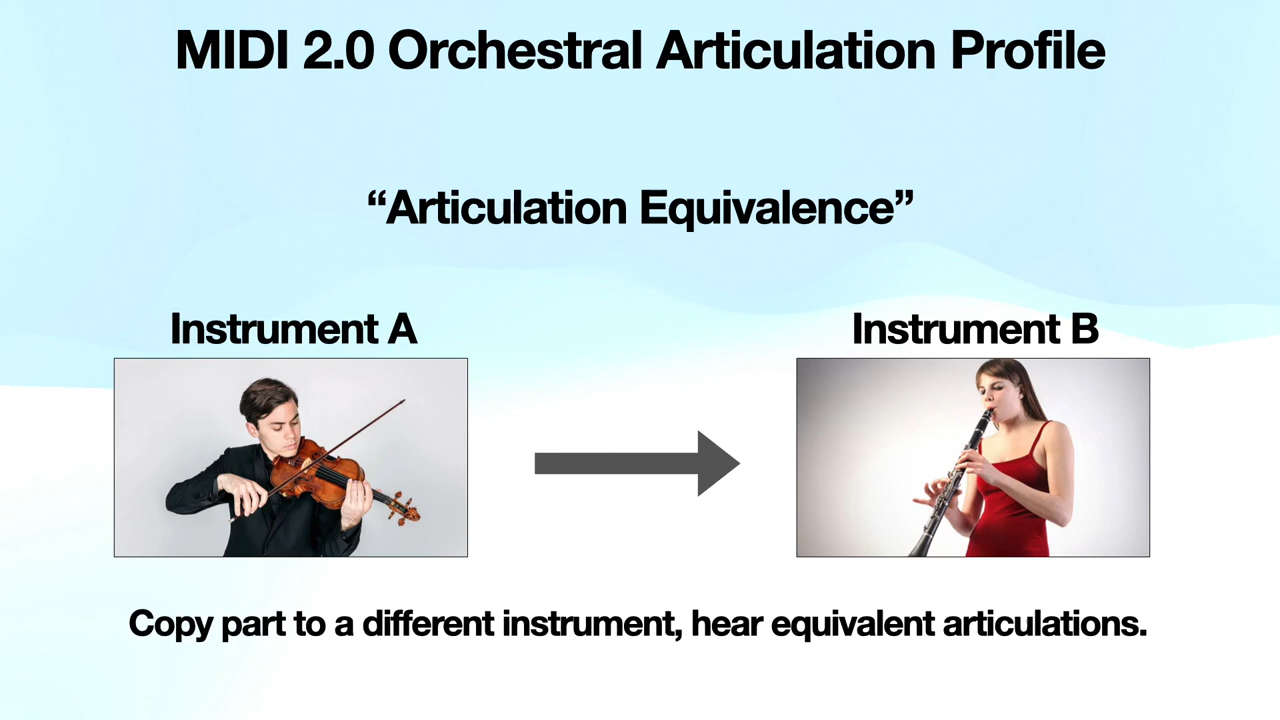 MIDI 2.0 Orchestral Articulation Profile
“Articulation Equivalence”
Instrument A
Instrument B
Copy part to a different instrument, hear equivalent articulations.